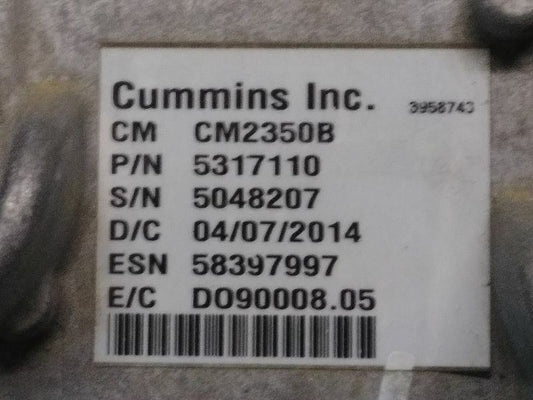 Cummins Inc. 3958743
CM CM2350B
P/N 5317110
S/N 5048207
D/C 04/07/2014
ESN 58397997
E/C DO90008.05